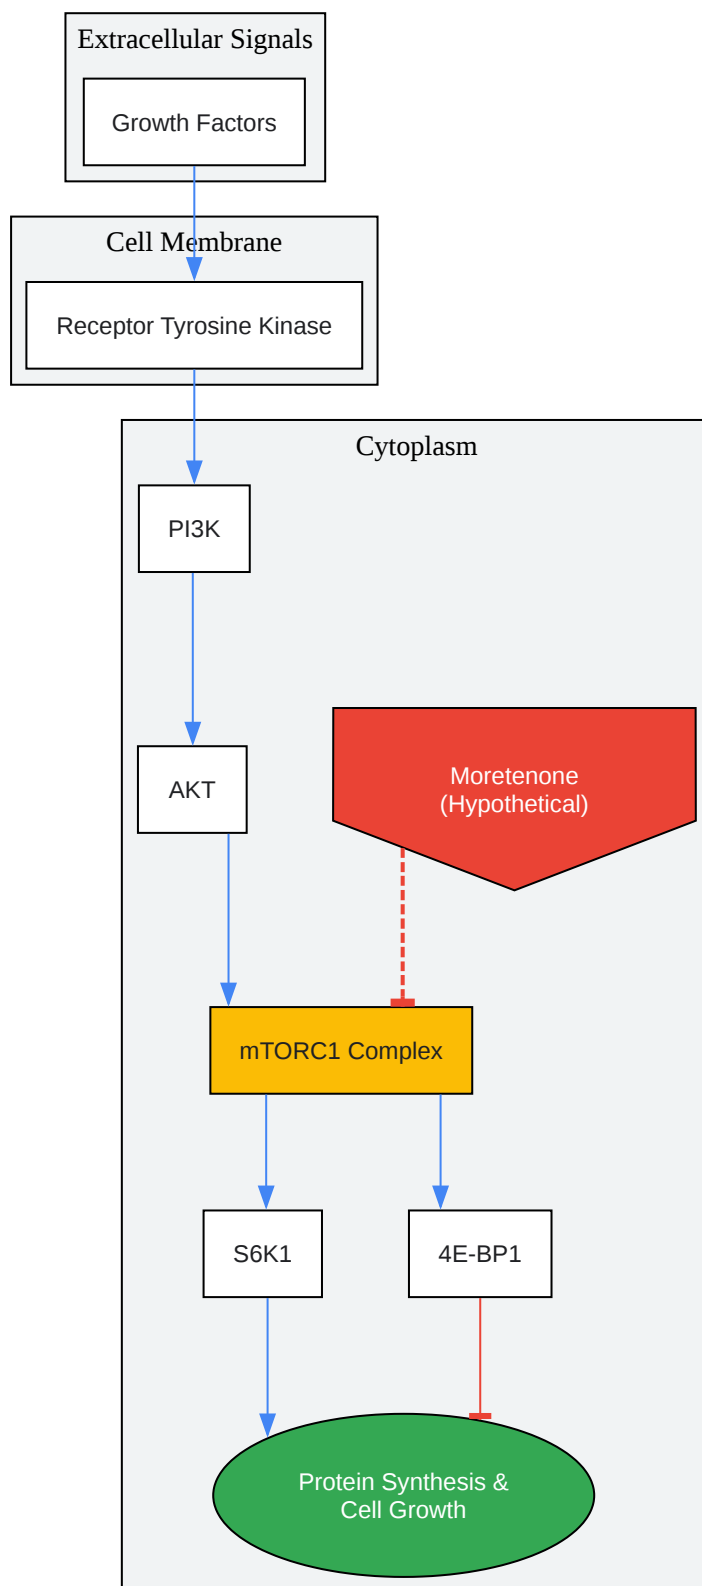 Extracellular Signals
Growth Factors
Cell Membrane
Receptor Tyrosine Kinase
Cytoplasm
PI3K
AKT
Moretenone
(Hypothetical)
mTORC1 Complex
S6K1
4E-BP1
Protein Synthesis &
Cell Growth